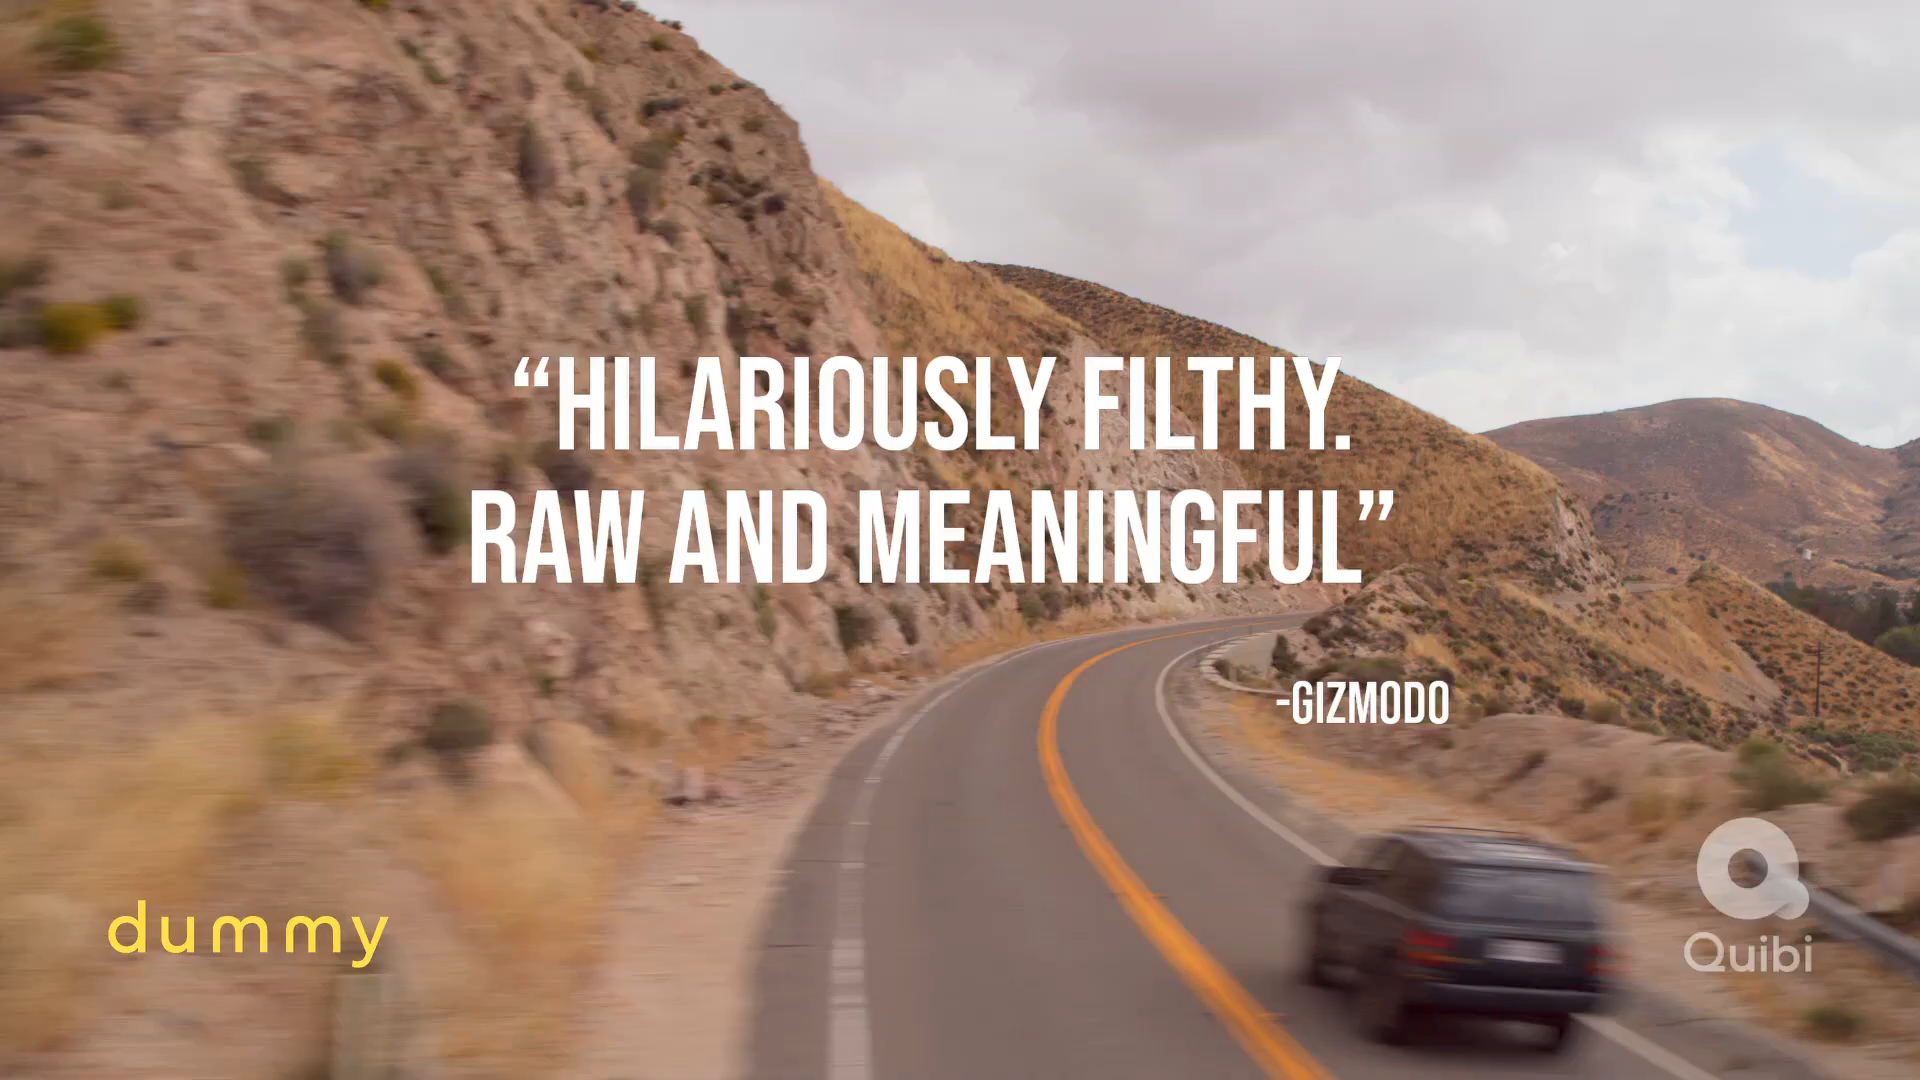 “HILARIOUSLY FILTHY.
RAW AND MEANINGFUL”
-GIZMODO
dummy
Quibi